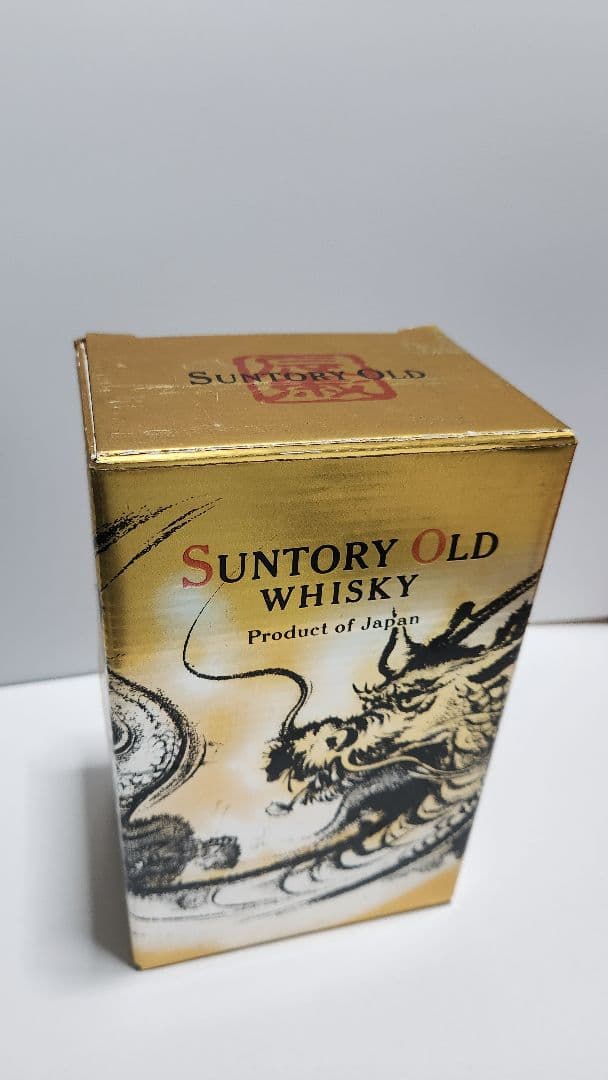 SUNTORY OLD
SUNTORY OLD
WHISKY
Product of Japan